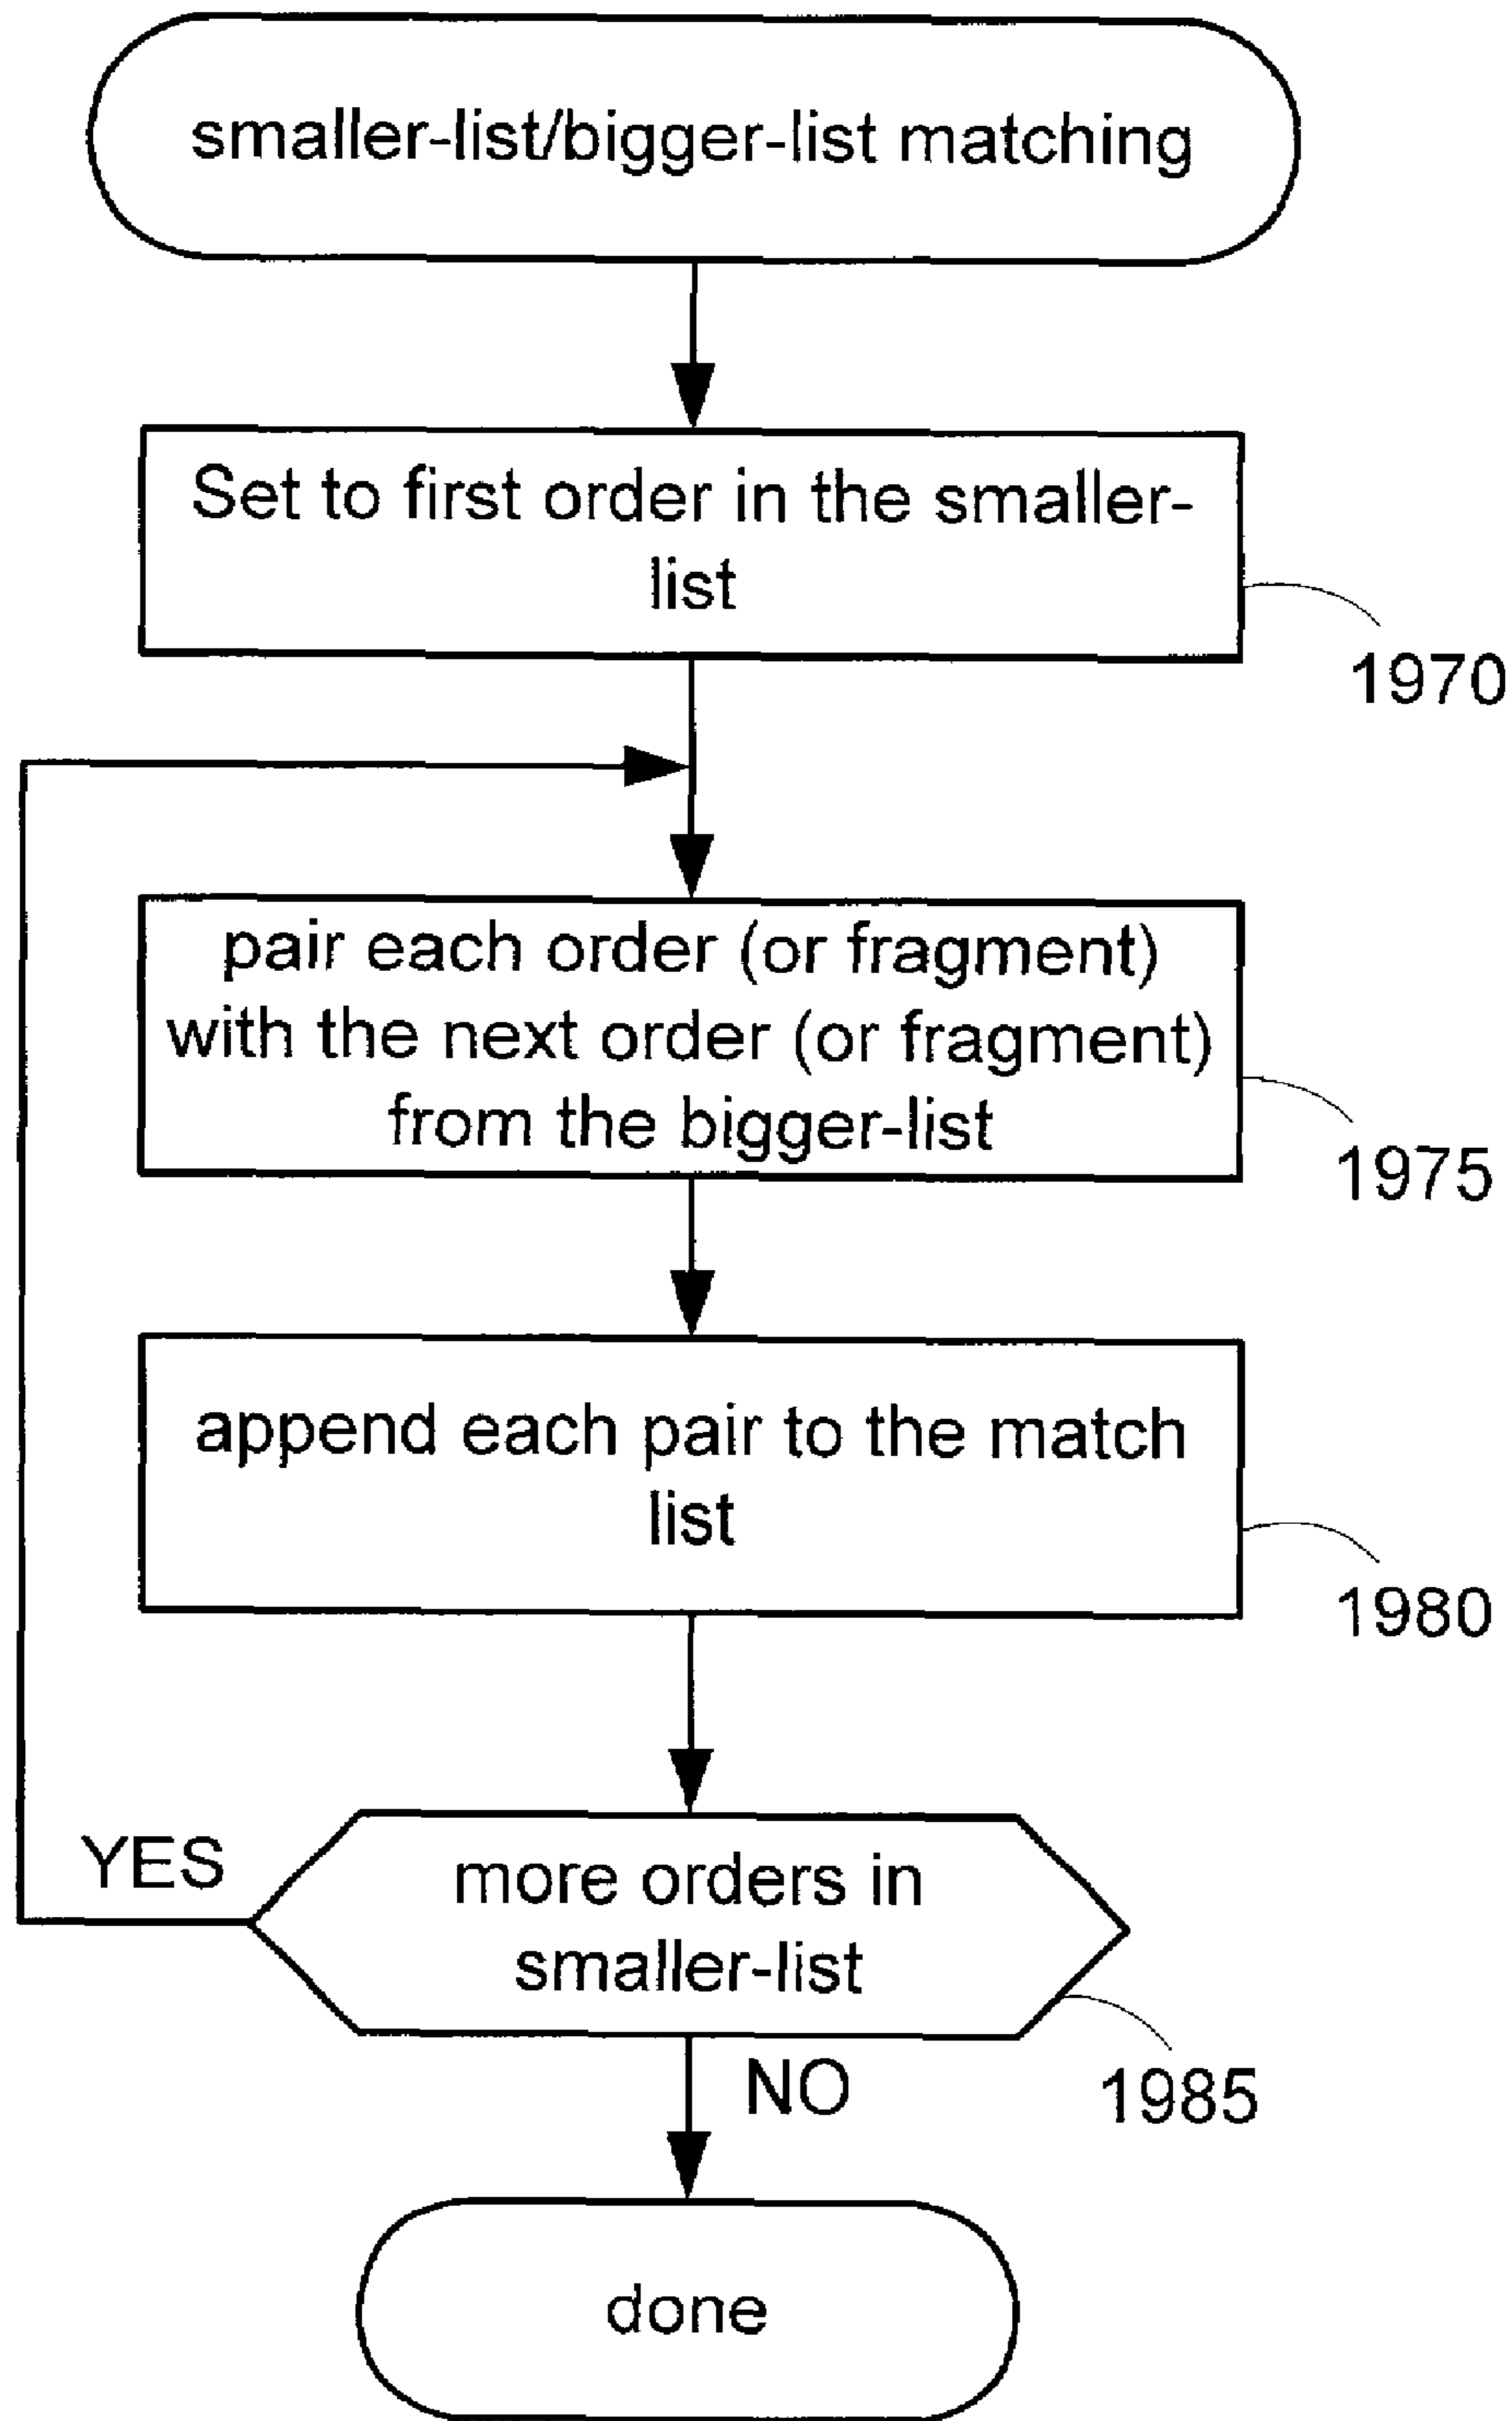 smaller-list/bigger-list matching
Set to first order in the smaller-
list
1970
pair each order (or fragment)
with the next order (or fragment)
from the bigger-list
1975
append each pair to the match
list
1980
YES
more orders in
smaller-list
1985
NO
done